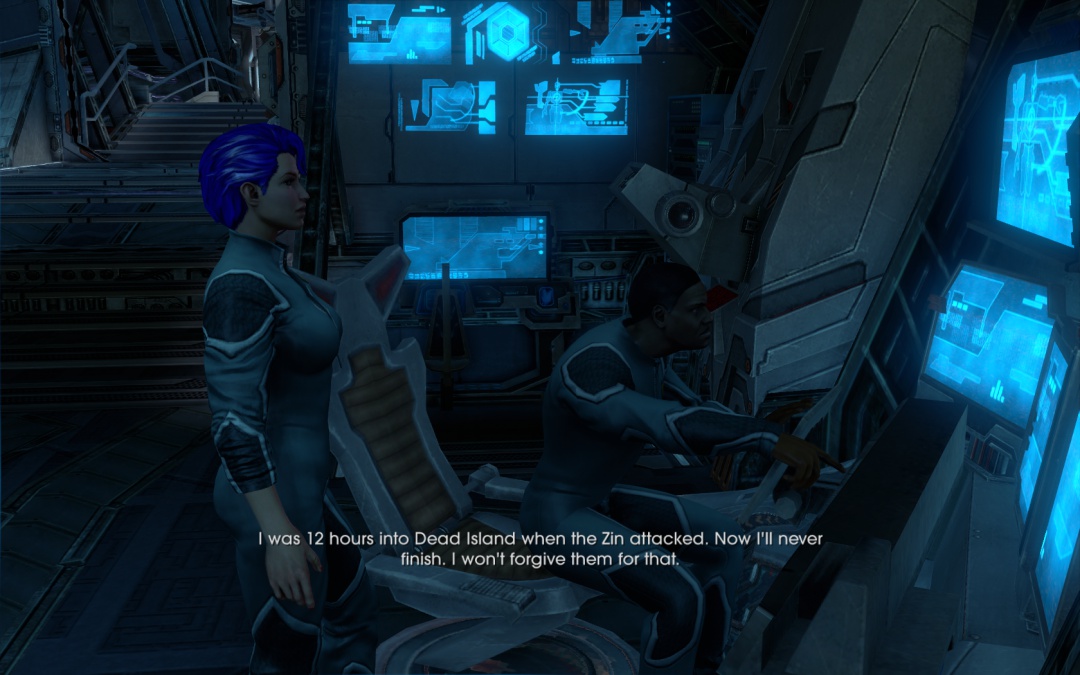 I was 12 hours into Dead Island when the Zin attacked. Now I'll never
finish. I won't forgive them for that.